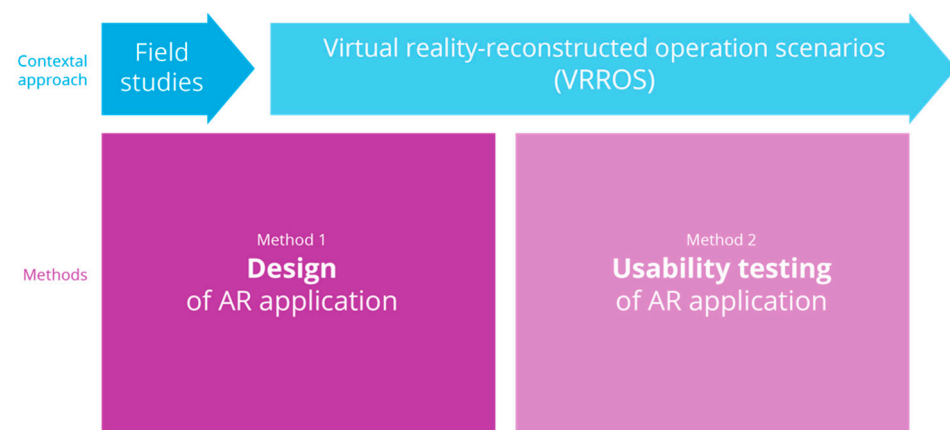 Contextal
approach
Field
studies
Virtual reality-reconstructed operation scenarios
(VRROS)
Methods
Method 1
Design
of AR application
Method 2
Usability testing
of AR application